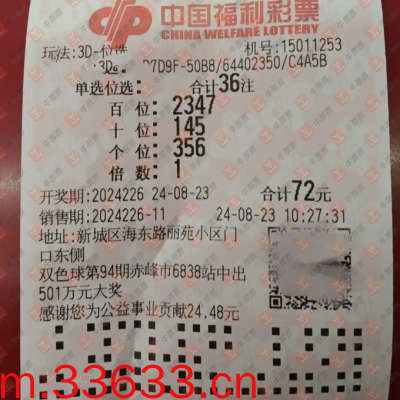 中国福利彩票
CHINA WELFARE LOTTERY
玩法:3D-位选 机号:15011253
D7D9F-50B8/64402350/C4A5B
单选位选: 合计36注
百 位: 2347
十 位: 145
个 位: 356
倍 数: 1
开奖期:2024226 24-08-23 合计72元
销售期:2024226-11 24-08-23 10:27:31
地址:新城区海东路丽苑小区门
口东侧
双色球第94期赤峰市6838站中出
501万元大奖
感谢您为公益事业贡献24.48元
m:33633.cn